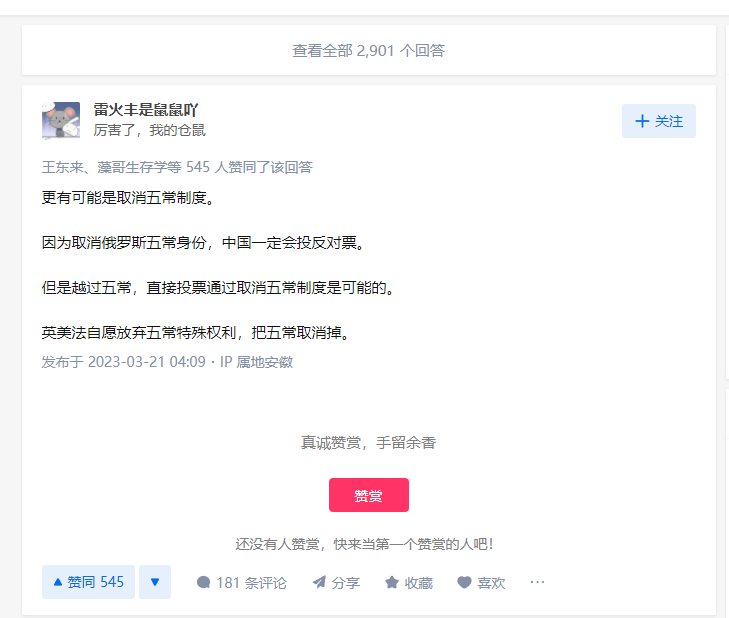 查看全部 2,901 个回答
雷火丰是鼠鼠吖
厉害了，我的仓鼠
关注
王东来、藻哥生存学等 545 人赞同了该回答
更有可能是取消五常制度。
因为取消俄罗斯五常身份，中国一定会投反对票。
但是越过五常，直接投票通过取消五常制度是可能的。
英美法自愿放弃五常特殊权利，把五常取消掉。
发布于 2023-03-21 04:09 · IP 属地安徽
真诚赞赏，手留余香
赞赏
还没有人赞赏，快来当第一个赞赏的人吧！
赞同 545 181 条评论 分享 收藏 喜欢 ···